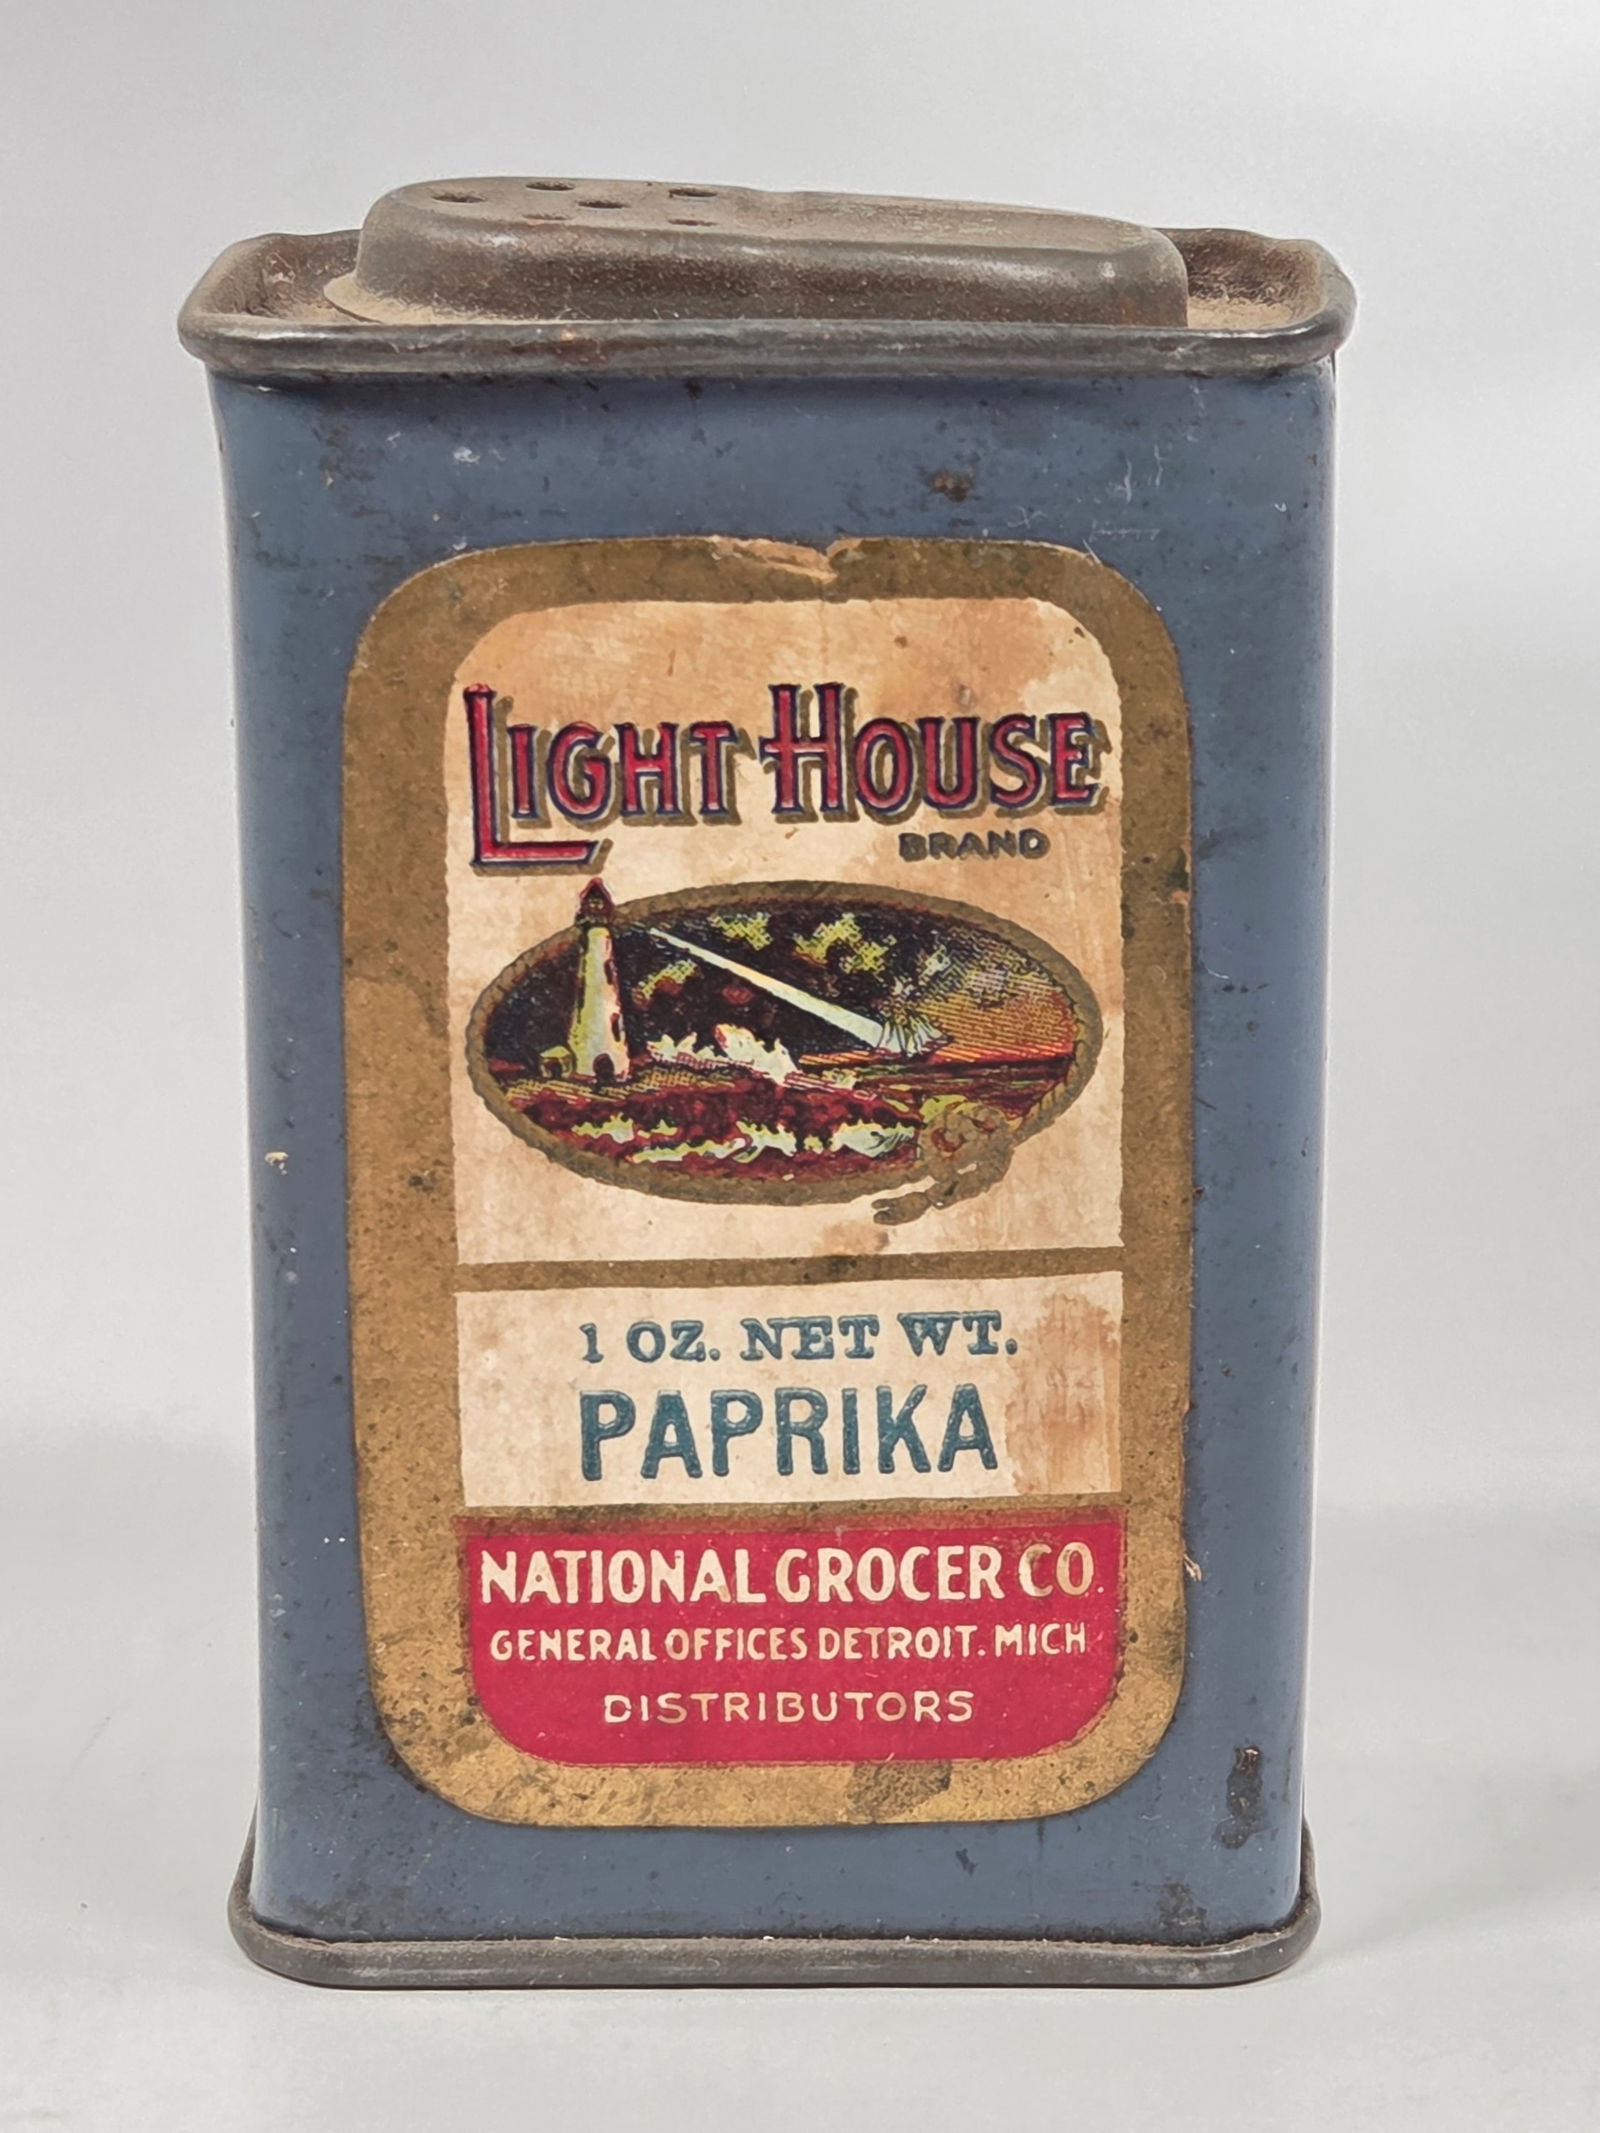 LIGHT HOUSE
BRAND
1 OZ. NET WT.
PAPRIKA
NATIONAL GROCER CO.
GENERAL OFFICES DETROIT. MICH
DISTRIBUTORS